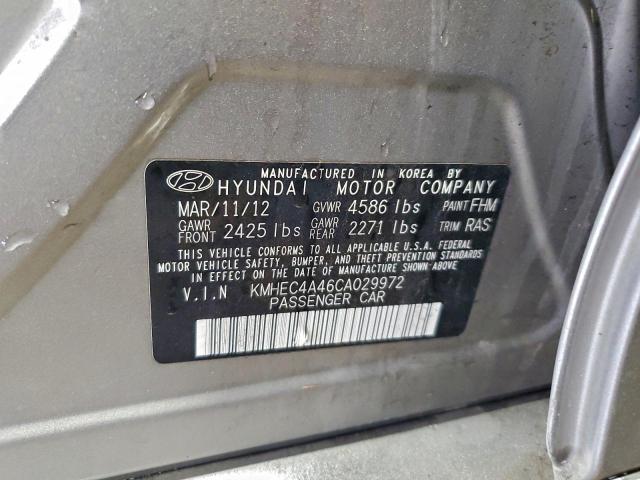 MANUFACTURED IN KOREA BY
HYUNDAI MOTOR COMPANY
MAR/11/12 GVWR 4586 lbs PAINT FHM
GAWR FRONT 2425 lbs GAWR REAR 2271 lbs TRIM RAS
THIS VEHICLE CONFORMS TO ALL APPLICABLE U.S.A. FEDERAL
MOTOR VEHICLE SAFETY, BUMPER, AND THEFT PREVENTION STANDARDS
IN EFFECT ON THE DATE OF MANUFACTURE SHOWN ABOVE.
V.I.N KMHEC4A46CA029972
PASSENGER CAR